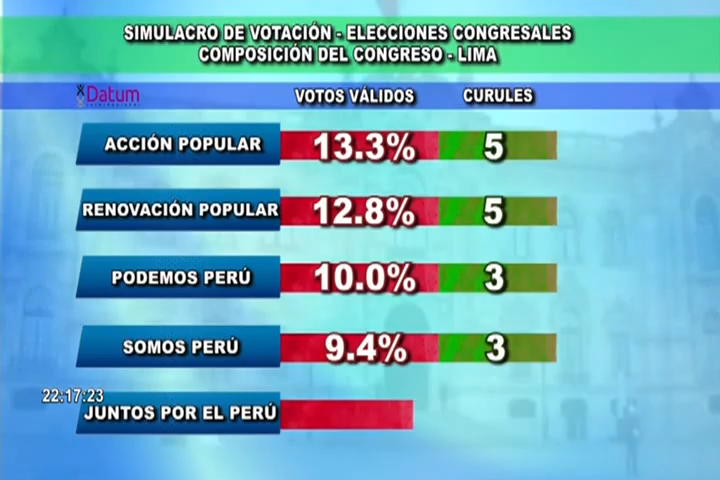 SIMULACRO DE VOTACIÓN - ELECCIONES CONGRESALES
COMPOSICIÓN DEL CONGRESO - LIMA
Datum VOTOS VÁLIDOS CURULES
ACCIÓN POPULAR 13.3% 5
RENOVACIÓN POPULAR 12.8% 5
PODEMOS PERÚ 10.0% 3
SOMOS PERÚ 9.4% 3
22:17:23
JUNTOS POR EL PERÚ